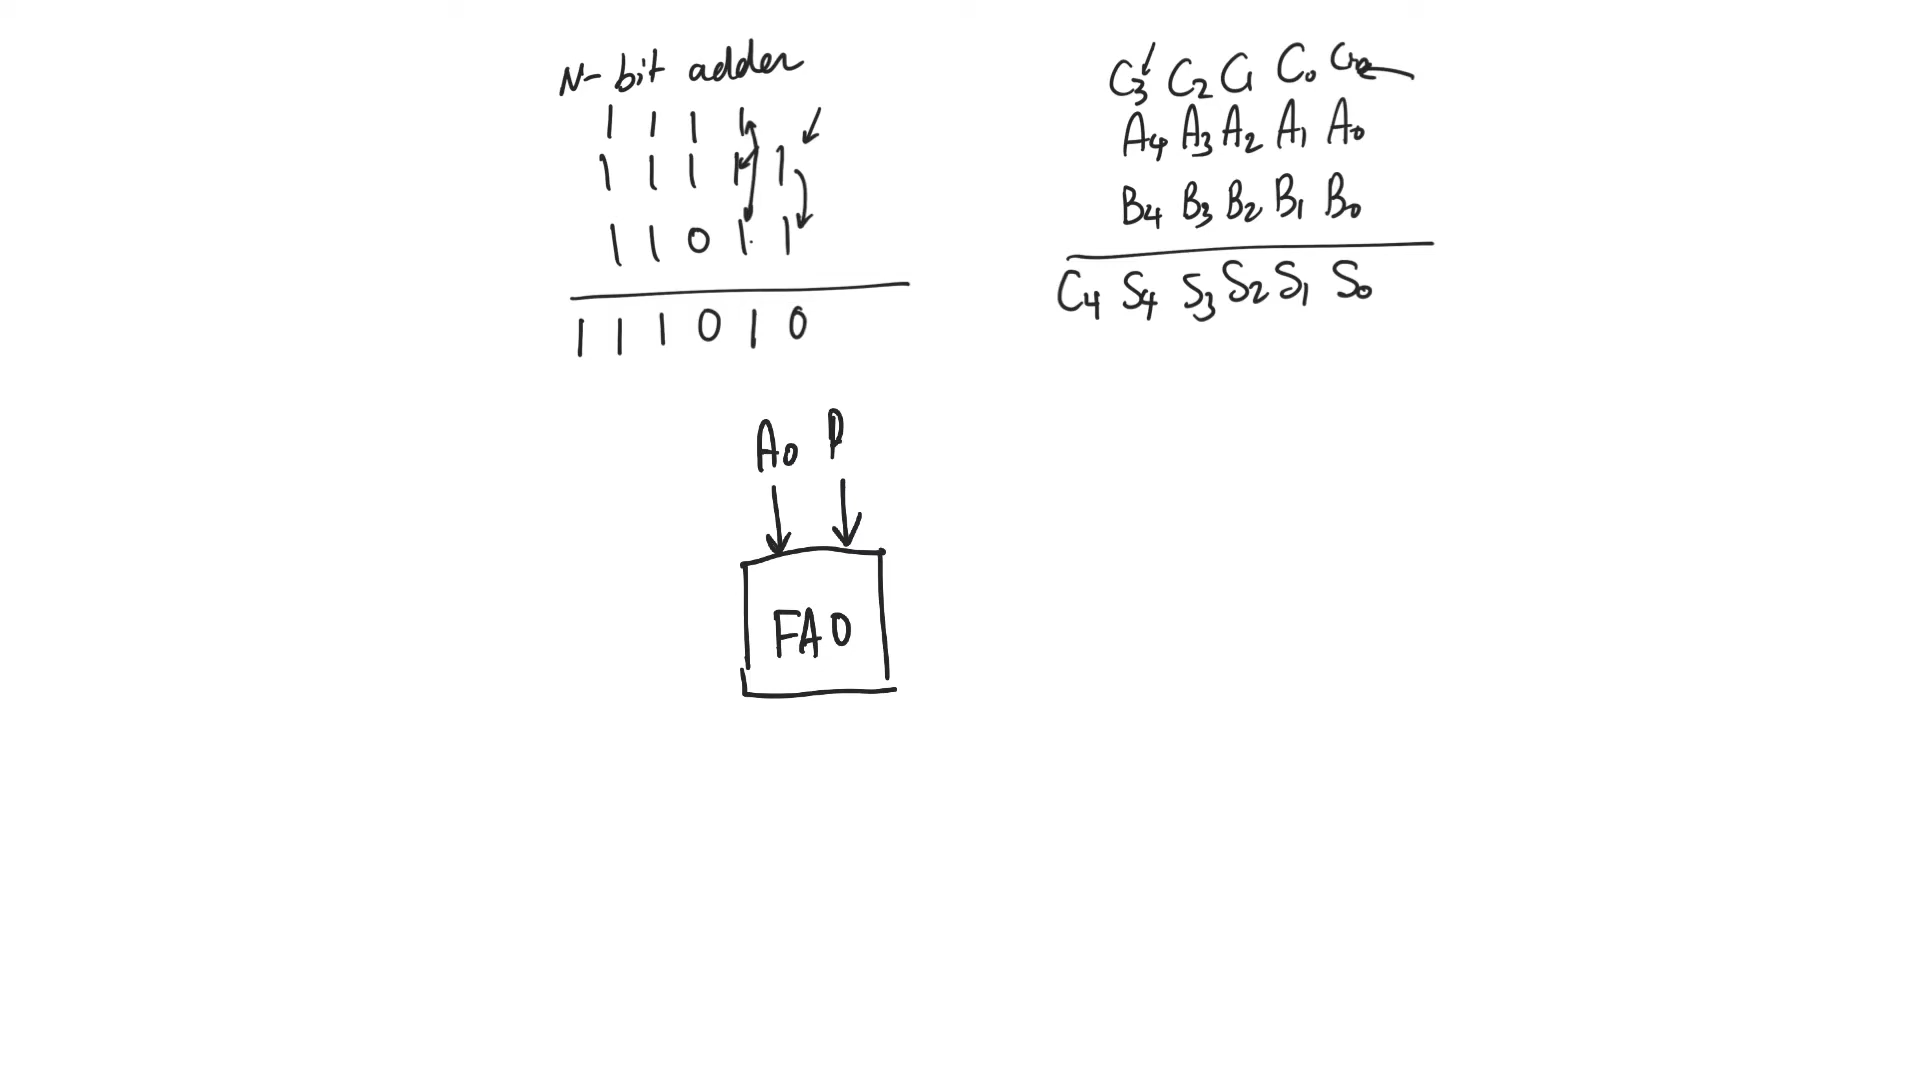 N-bit adder
1 1 1 1
1 1 1 1 1
1 1 0 1 1
1 1 1 0 1 0
C3 C2 C1 C0
A4 A3 A2 A1 A0
B4 B3 B2 B1 B0
C4 S4 S3 S2 S1 S0
A0
FA0